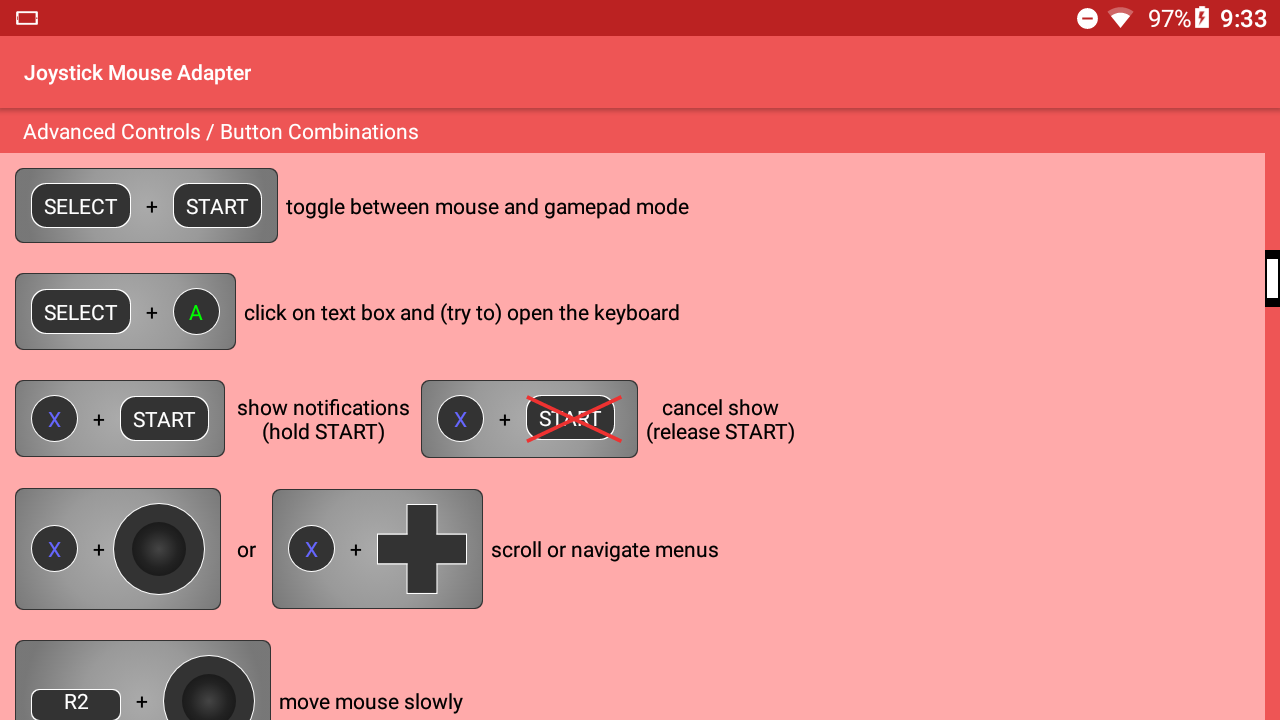 97% 9:33
Joystick Mouse Adapter
Advanced Controls / Button Combinations
SELECT + START toggle between mouse and gamepad mode
SELECT + A click on text box and (try to) open the keyboard
X + START show notifications
(hold START)
X + START cancel show
(release START)
X + or X + scroll or navigate menus
R2 + move mouse slowly